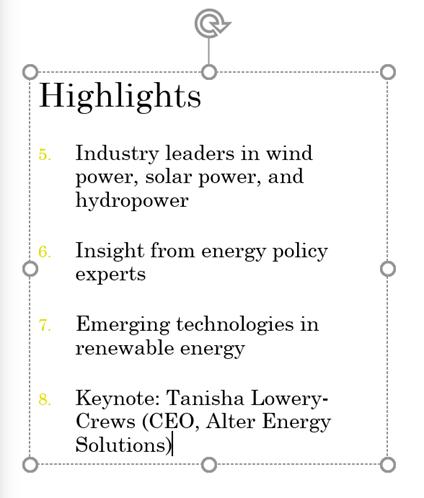 Highlights
5. Industry leaders in wind
power, solar power, and
hydropower
6. Insight from energy policy
experts
7. Emerging technologies in
renewable energy
8. Keynote: Tanisha Lowery-
Crews (CEO, Alter Energy
Solutions)